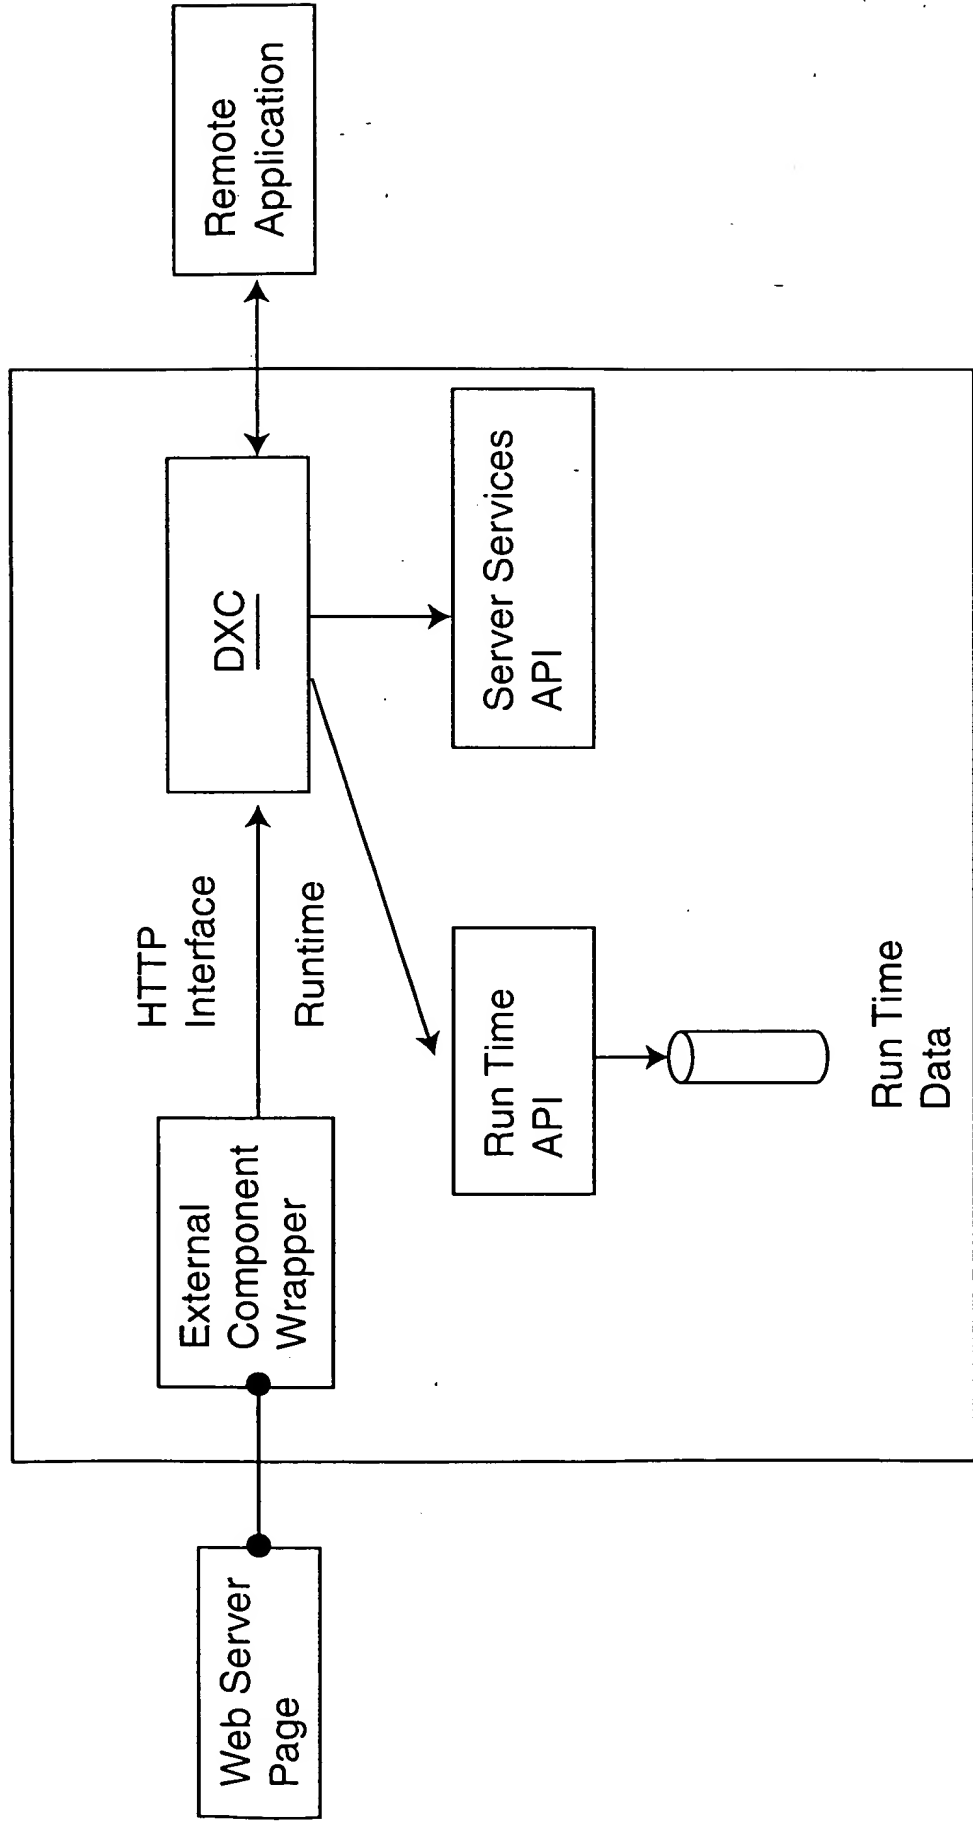 Web Server
Page
External
Component
Wrapper
HTTP
Interface
Runtime
DXC
Remote
Application
Run Time
API
Server Services
API
Run Time
Data